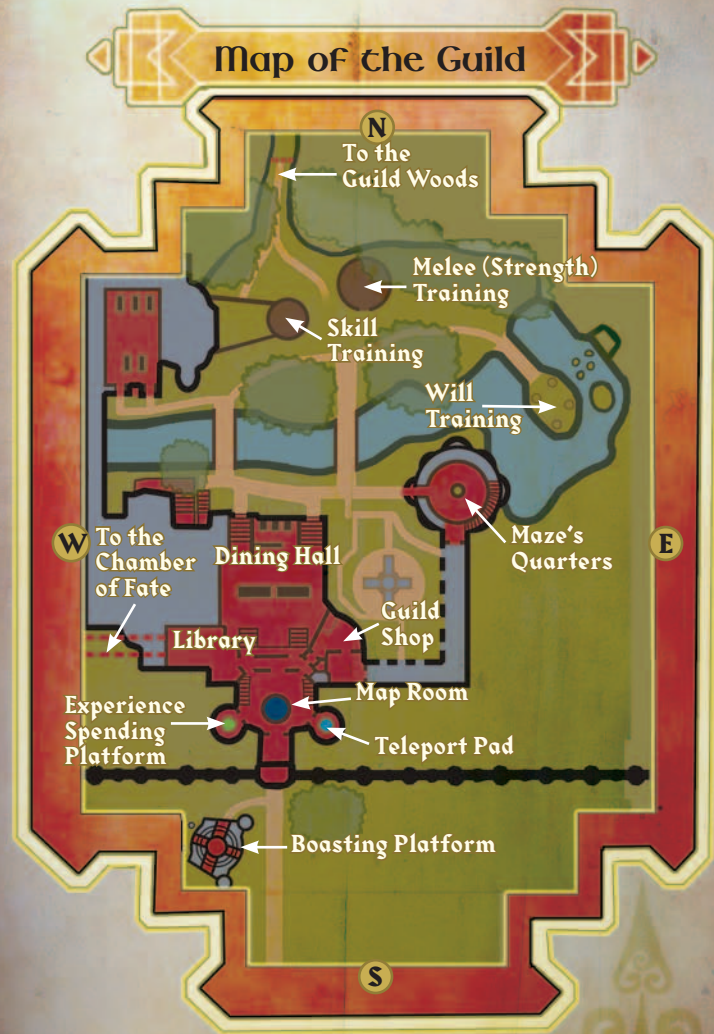 Map of the Guild
N
To the
Guild Woods
Melee (Strength)
Training
Skill
Training
Will
Training
W
To the
Chamber
of Fate
Dining Hall
Maze's
Quarters
E
Guild
Shop
Library
Map Room
Experience
Spending
Platform
Teleport Pad
Boasting Platform
S